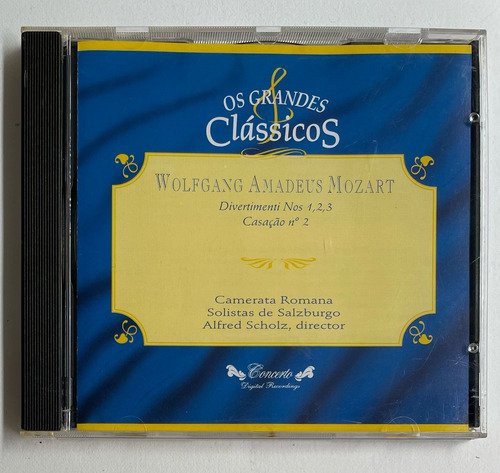 OS GRANDES
ClássicoS
WOLFGANG AMADEUS MOZART
Divertimenti Nos 1,2,3
Casação nº 2
Camerata Romana
Solistas de Salzburgo
Alfred Scholz, director
Concerto
Digital Recordings